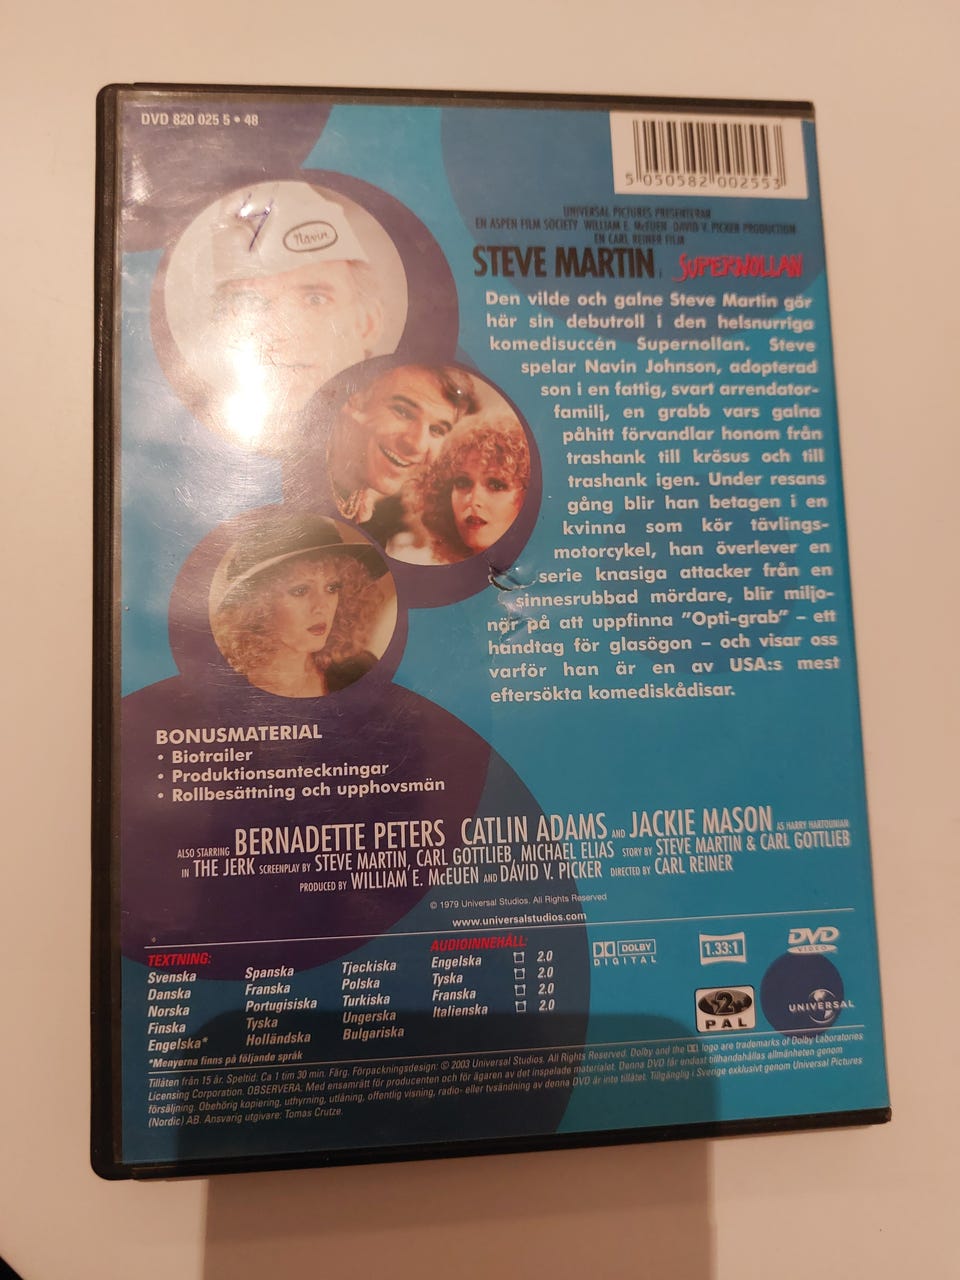 DVD 820 025 5 • 48
5 050582 002553
4
Navin
UNIVERSAL PICTURES PRESENTERAR
EN ASPEN FILM SOCIETY WILLIAM E. McEUEN DAVID V. PICKER PRODUCTION
EN CARL REINER FILM
STEVE MARTIN i SUPERNOLLAN
Den vilde och galne Steve Martin gör
här sin debutroll i den helsnurriga
komedisuccén Supernollan. Steve
spelar Navin Johnson, adopterad
son i en fattig, svart arrendator-
familj, en grabb vars galna
påhitt förvandlar honom från
trashank till krösus och till
trashank igen. Under resans
gång blir han betagen i en
kvinna som kör tävlings-
motorcykel, han överlever en
serie knasiga attacker från en
sinnesrubbad mördare, blir miljo-
när på att uppfinna "Opti-grab" – ett
handtag för glasögon – och visar oss
varför han är en av USA:s mest
eftersökta komediskådisar.
BONUSMATERIAL
• Biotrailer
• Produktionsanteckningar
• Rollbesättning och upphovsmän
ALSO STARRING BERNADETTE PETERS CATLIN ADAMS AND JACKIE MASON AS HARRY HARTOUNIAN
IN THE JERK SCREENPLAY BY STEVE MARTIN, CARL GOTTLIEB, MICHAEL ELIAS STORY BY STEVE MARTIN & CARL GOTTLIEB
PRODUCED BY WILLIAM E. McEUEN AND DAVID V. PICKER DIRECTED BY CARL REINER
© 1979 Universal Studios. All Rights Reserved
www.universalstudios.com
TEXTNING:
Svenska
Danska
Norska
Finska
Engelska*
Spanska
Franska
Portugisiska
Tyska
Holländska
Tjeckiska
Polska
Turkiska
Ungerska
Bulgariska
*Menyerna finns på följande språk
AUDIOINNEHÅLL:
Engelska 2.0
Tyska 2.0
Franska 2.0
Italienska 2.0
DOLBY
DIGITAL
1.33:1
DVD
VIDEO
2
PAL
UNIVERSAL
Tillåten från 15 år. Speltid: Ca 1 tim 30 min. Färg. Förpackningsdesign: © 2003 Universal Studios. All Rights Reserved. Dolby and the DD logo are trademarks of Dolby Laboratories
Licensing Corporation. OBSERVERA: Med ensamrätt för producenten och för ägaren av det inspelade materialet. Denna DVD får endast tillhandahållas allmänheten genom
försäljning. Obehörig kopiering, uthyrning, utlåning, offentlig visning, radio- eller tvsändning av denna DVD är inte tillåtet. Tillgänglig i Sverige exklusivt genom Universal Pictures
(Nordic) AB. Ansvarig utgivare: Tomas Crutze.